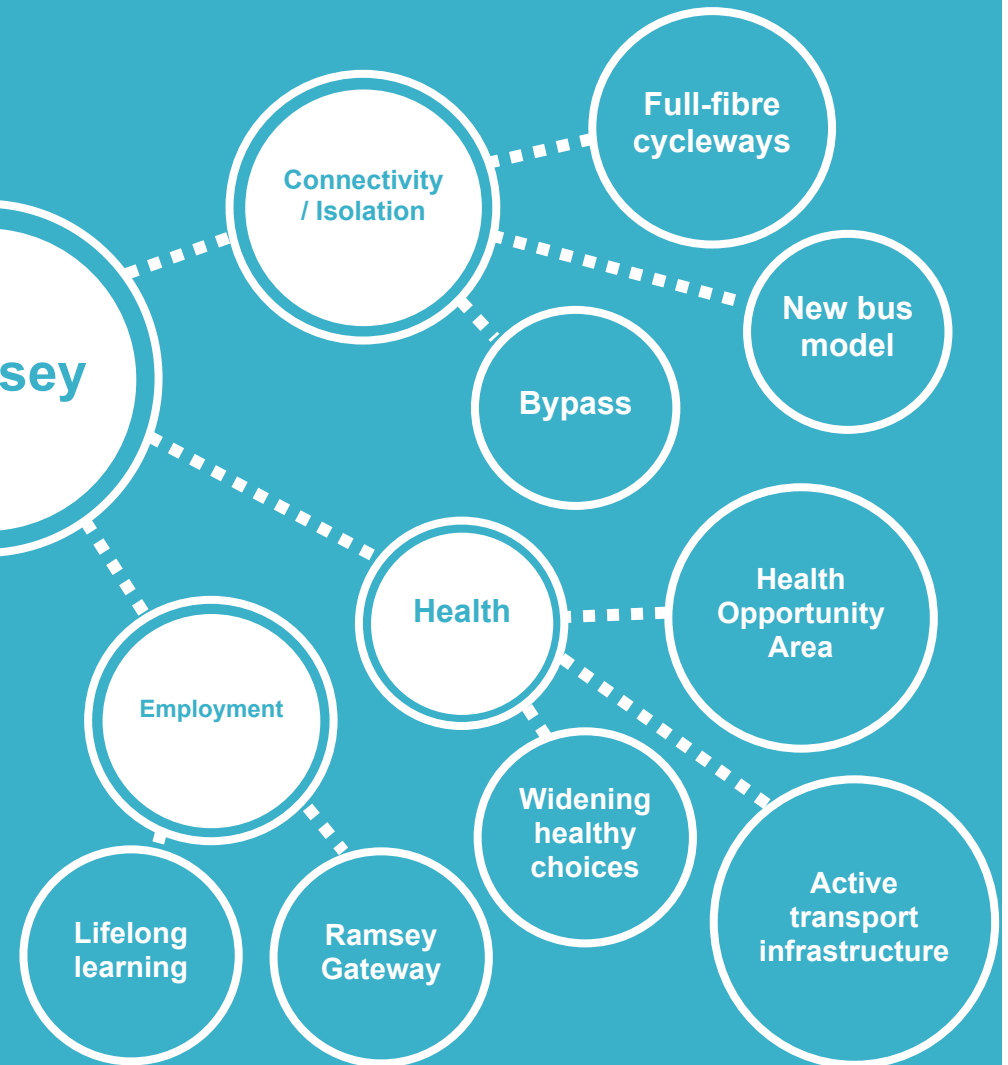 Full-fibre
cycleways
Connectivity
/ Isolation
New bus
model
sey
Bypass
Health
Opportunity
Area
Health
Employment
Widening
healthy
choices
Active
transport
infrastructure
Lifelong
learning
Ramsey
Gateway